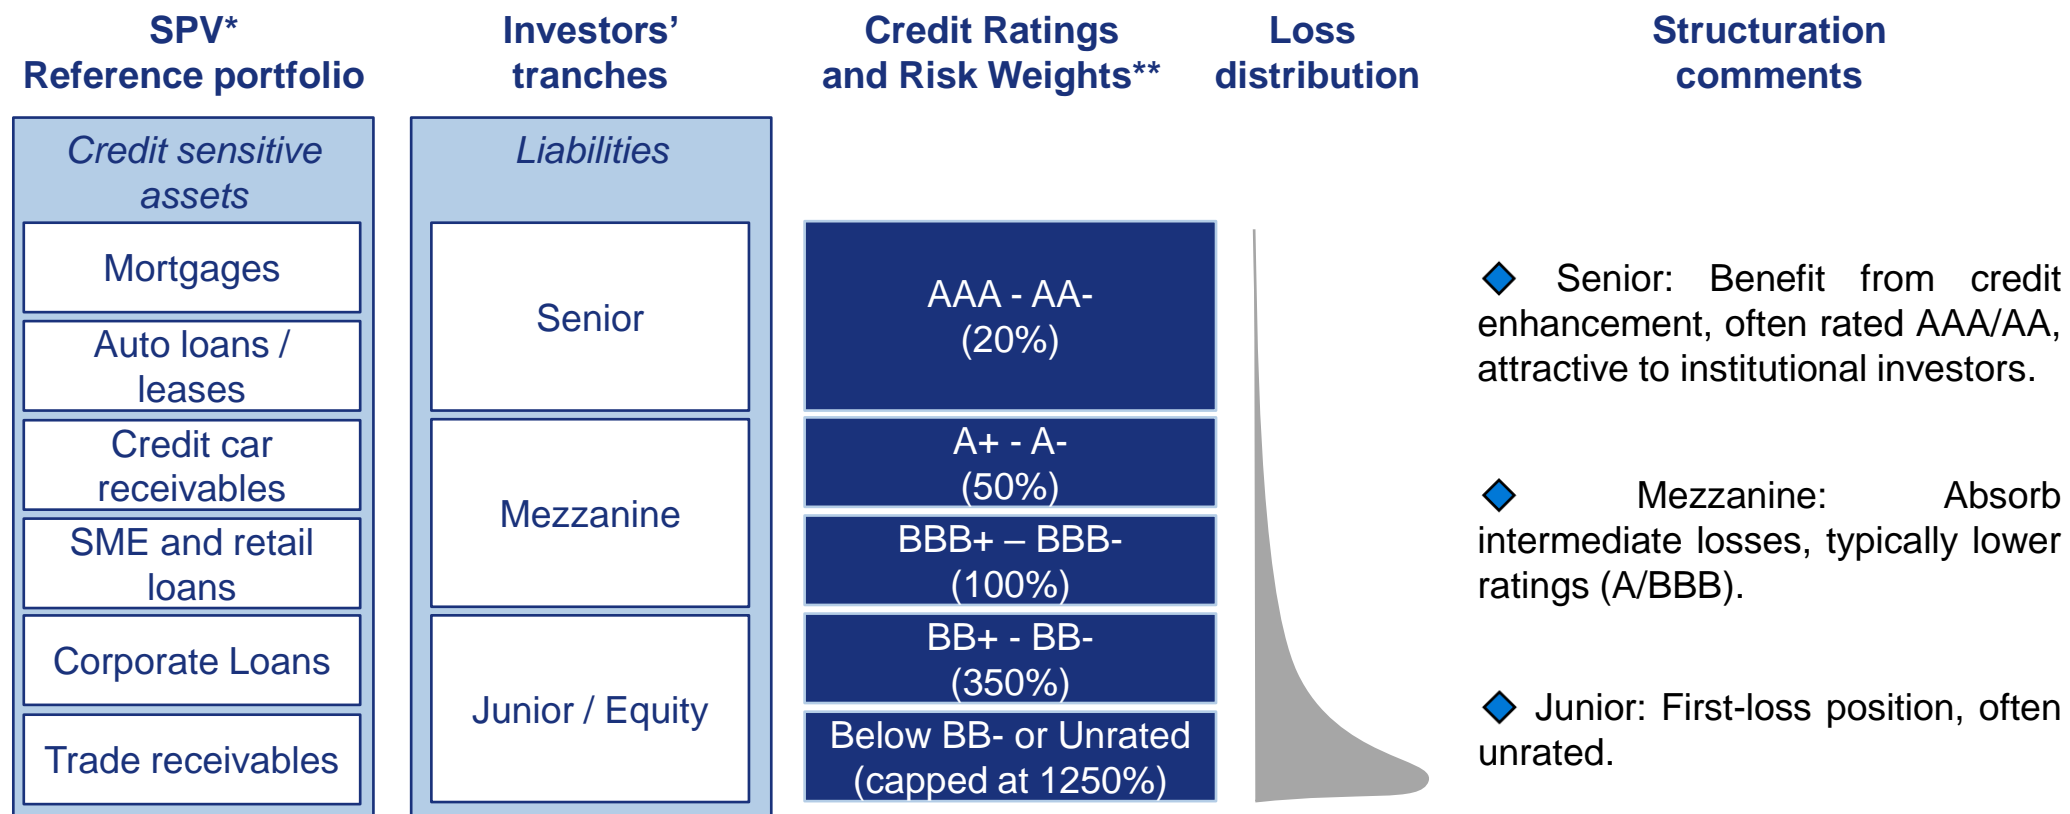 SPV*
Reference portfolio
Investors’
tranches
Credit Ratings
and Risk Weights**
Loss
distribution
Structuration
comments
Credit sensitive
assets
Mortgages
Auto loans /
leases
Credit car
receivables
SME and retail
loans
Corporate Loans
Trade receivables
Liabilities
Senior
Mezzanine
Junior / Equity
AAA - AA-
(20%)
A+ - A-
(50%)
BBB+ – BBB-
(100%)
BB+ - BB-
(350%)
Below BB- or Unrated
(capped at 1250%)
Senior: Benefit from credit
enhancement, often rated AAA/AA,
attractive to institutional investors.
Mezzanine: Absorb
intermediate losses, typically lower
ratings (A/BBB).
Junior: First-loss position, often
unrated.